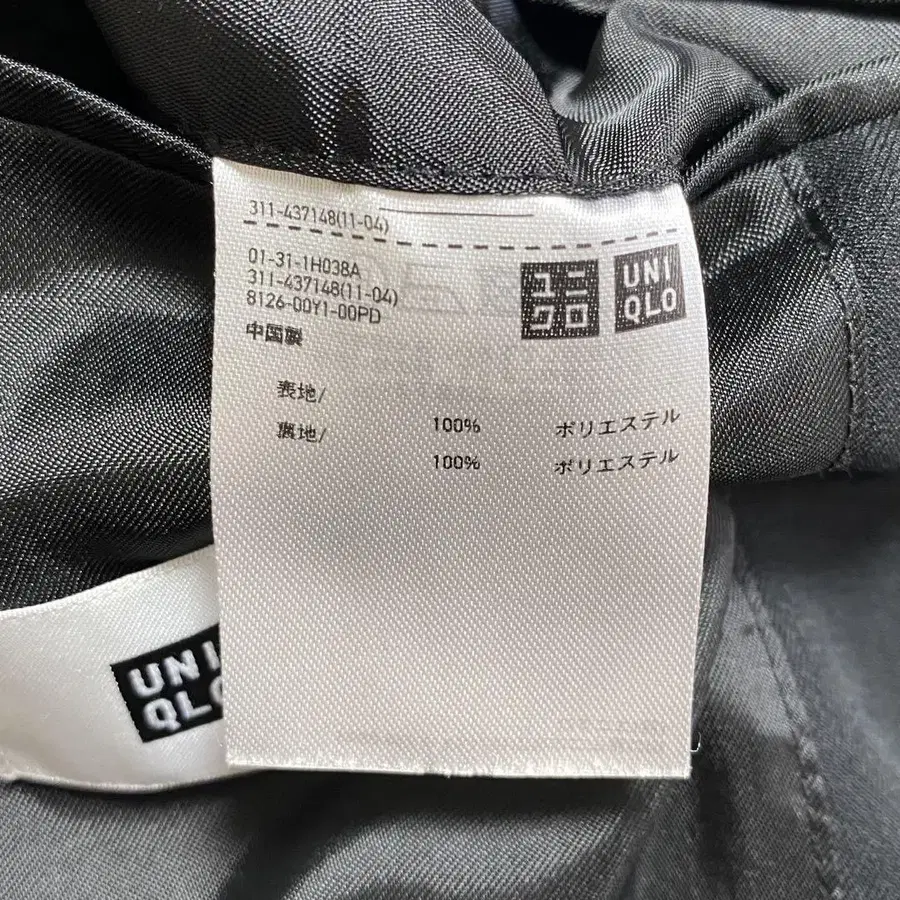 311-437148(11-04)
01-31-1H038A
311-437148(11-04)
8126-00Y1-00PD
中国製
ユニクロ
UNI
QLO
表地/
100% ポリエステル
裏地/
100% ポリエステル
UNI
QLO